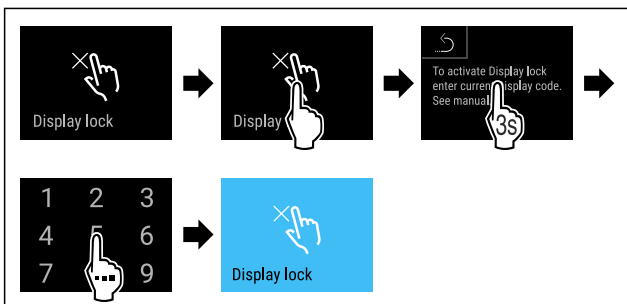 Display lock
Display
To activate Display lock
enter current display code.
See manual
3s
1 2 3
4 5 6
7 9
Display lock